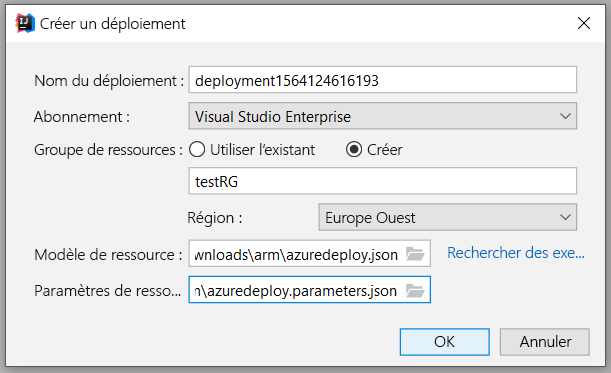 Créer un déploiement
Nom du déploiement : deployment1564124616193
Abonnement : Visual Studio Enterprise
Groupe de ressources : Utiliser l'existant Créer
testRG
Région : Europe Ouest
Modèle de ressource : wnloads\arm\azuredeploy.json Rechercher des exe...
Paramètres de resso... n\azuredeploy.parameters.json
OK Annuler